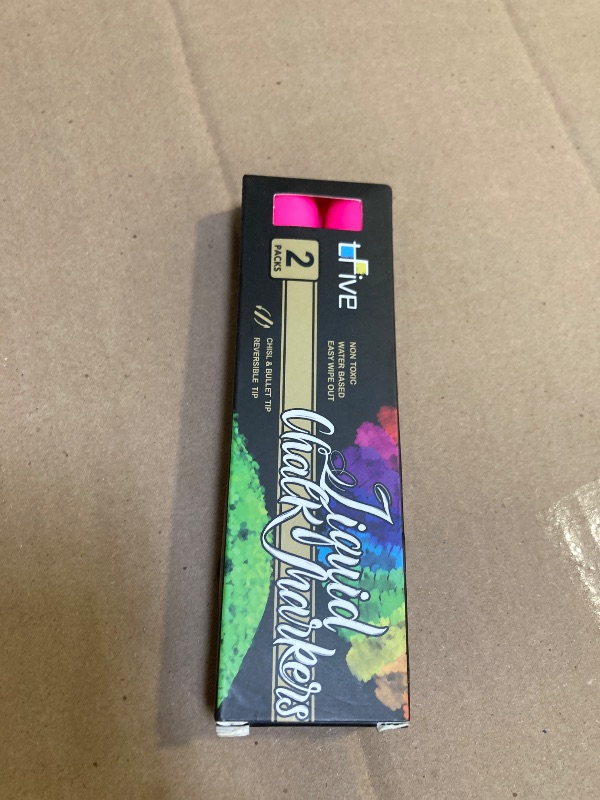 tFive
2
PACKS
NON TOXIC
WATER BASED
EASY WIPE OUT
CHISL & BULLET TIP
REVERSIBLE TIP
Liquid
Chalk Markers